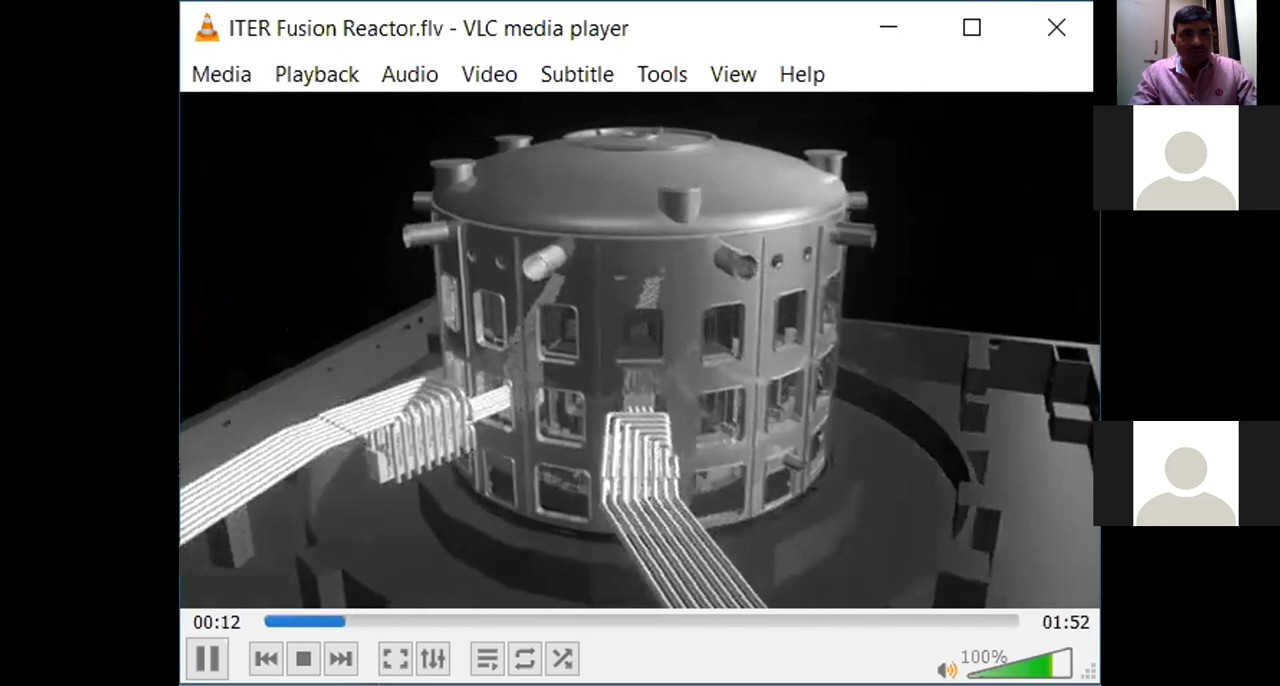 ITER Fusion Reactor.flv - VLC media player
Media Playback Audio Video Subtitle Tools View Help
00:12 01:52
100%